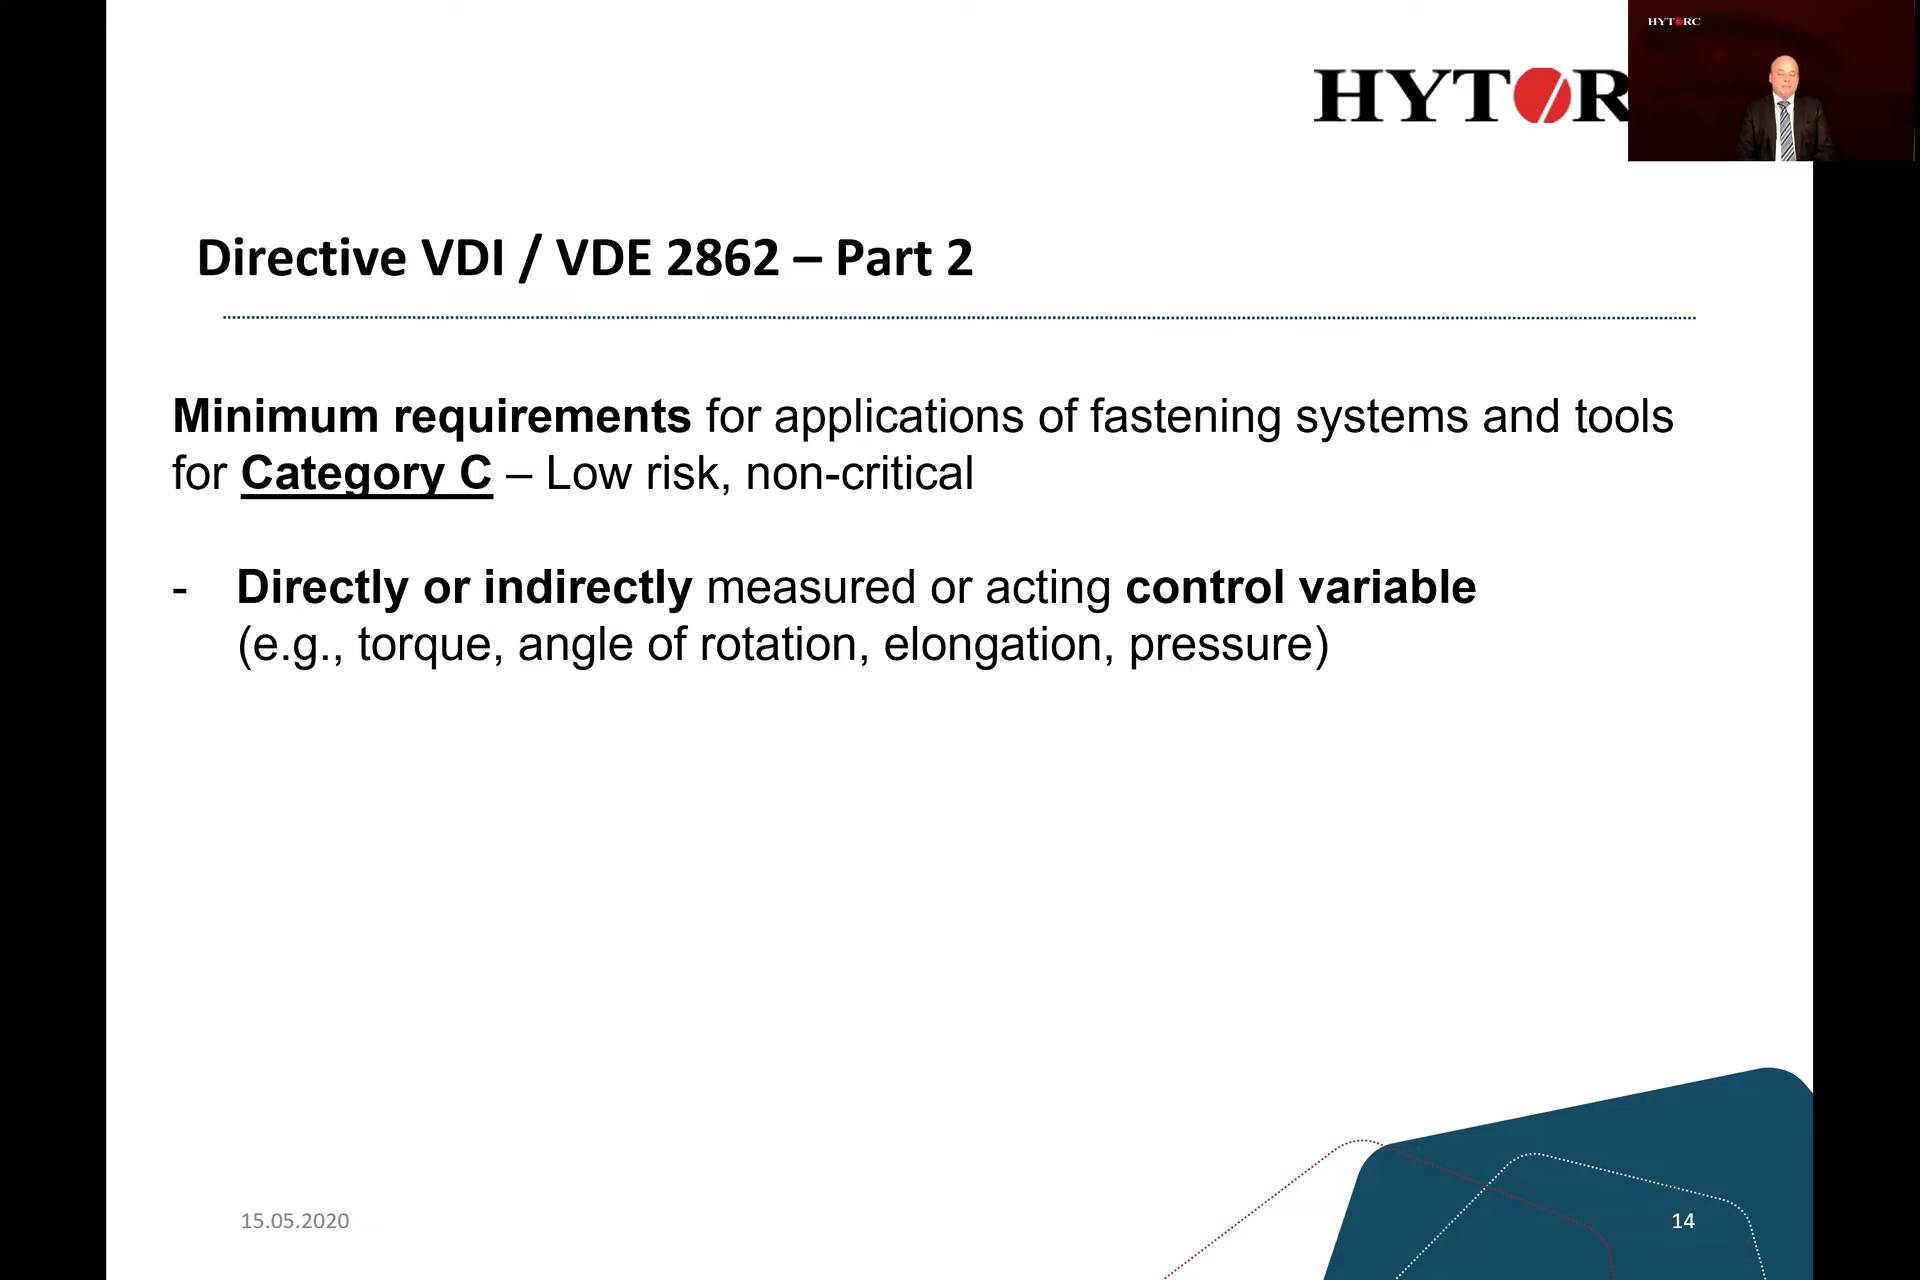 HYTORC
HYTOR
Directive VDI / VDE 2862 – Part 2
Minimum requirements for applications of fastening systems and tools
for Category C – Low risk, non-critical
- Directly or indirectly measured or acting control variable
(e.g., torque, angle of rotation, elongation, pressure)
15.05.2020
14